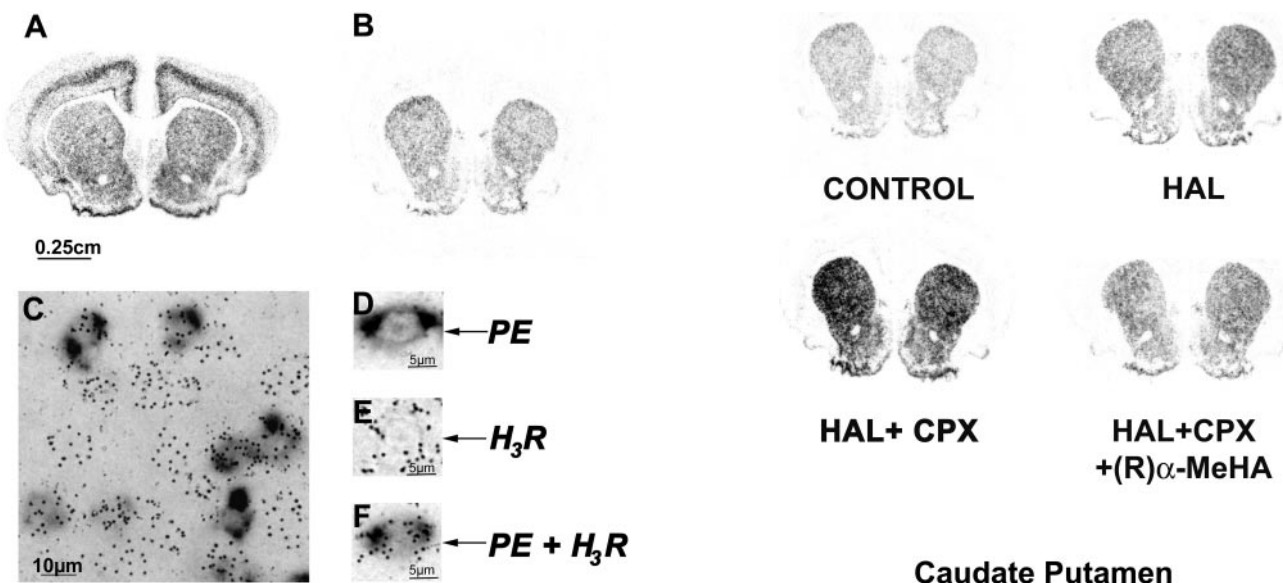 A
B
0.25cm
C
10µm
D
PE
5µm
E
H₃R
5µm
F
PE + H₃R
5µm
CONTROL
HAL
HAL+ CPX
HAL+CPX
+(R)α-MeHA
Caudate Putamen